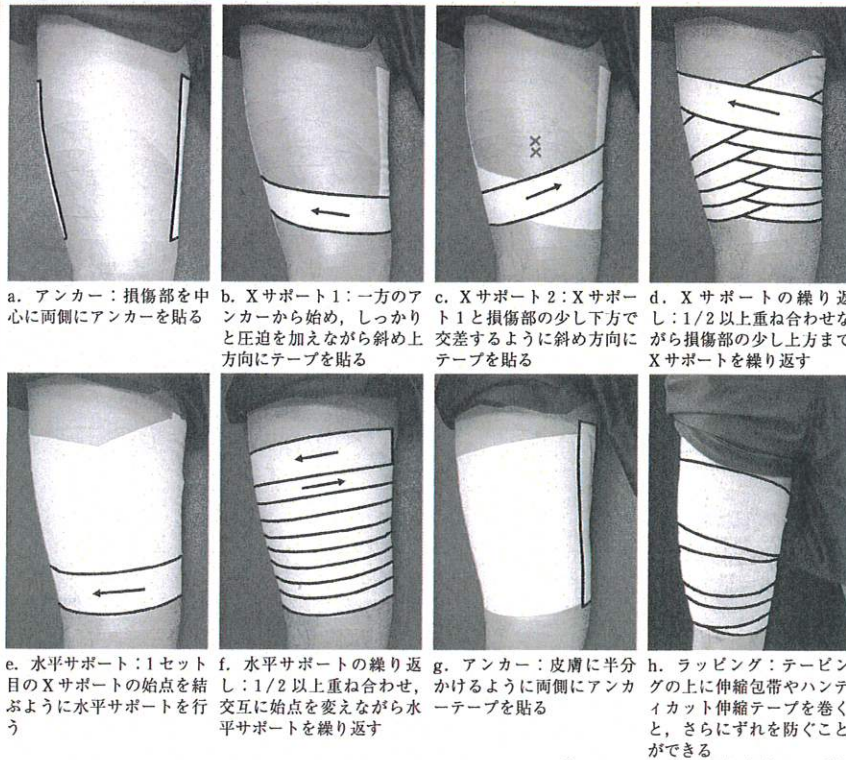 a. アンカー：損傷部を中
心に両側にアンカーを貼る
b. Xサポート1：一方のア
ンカーから始め，しっかり
と圧迫を加えながら斜め上
方向にテープを貼る
c. Xサポート2：Xサポー
ト1と損傷部の少し下方で
交差するように斜め方向に
テープを貼る
d. Xサポートの繰り返
し：1/2以上重ね合わせな
がら損傷部の少し上方まで
Xサポートを繰り返す
e. 水平サポート：1セット
目のXサポートの始点を結
ぶように水平サポートを行
う
f. 水平サポートの繰り返
し：1/2以上重ね合わせ，
交互に始点を変えながら水
平サポートを繰り返す
g. アンカー：皮膚に半分
かけるように両側にアンカ
ーテープを貼る
h. ラッピング：テーピン
グの上に伸縮包帯やハンデ
ィカット伸縮テープを巻く
と，さらにずれを防ぐこと
ができる